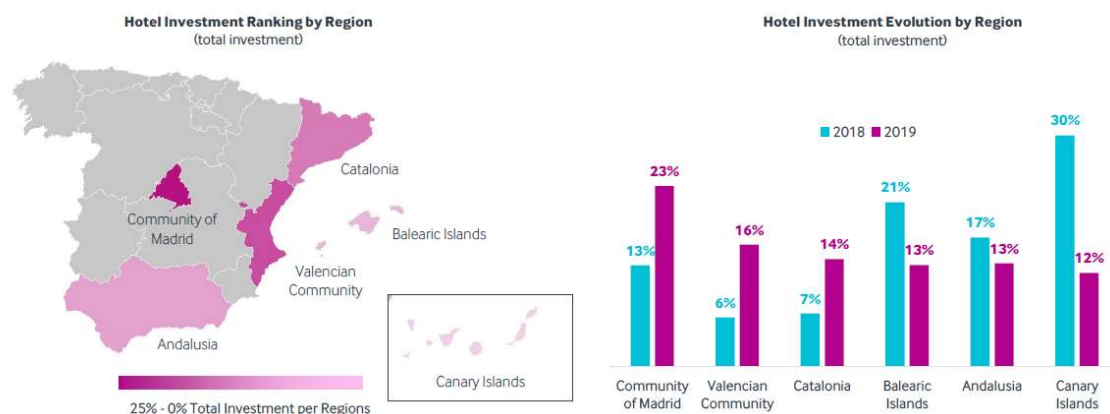 Hotel Investment Ranking by Region
(total investment)
Catalonia
Community of
Madrid
Balearic Islands
Valencian
Community
Andalusia
Canary Islands
25% - 0% Total Investment per Regions
Hotel Investment Evolution by Region
(total investment)
2018 2019
13% 23%
6% 16%
7% 14%
21% 13%
17% 13%
30% 12%
Community
of Madrid
Valencian
Community
Catalonia
Balearic
Islands
Andalusia
Canary
Islands